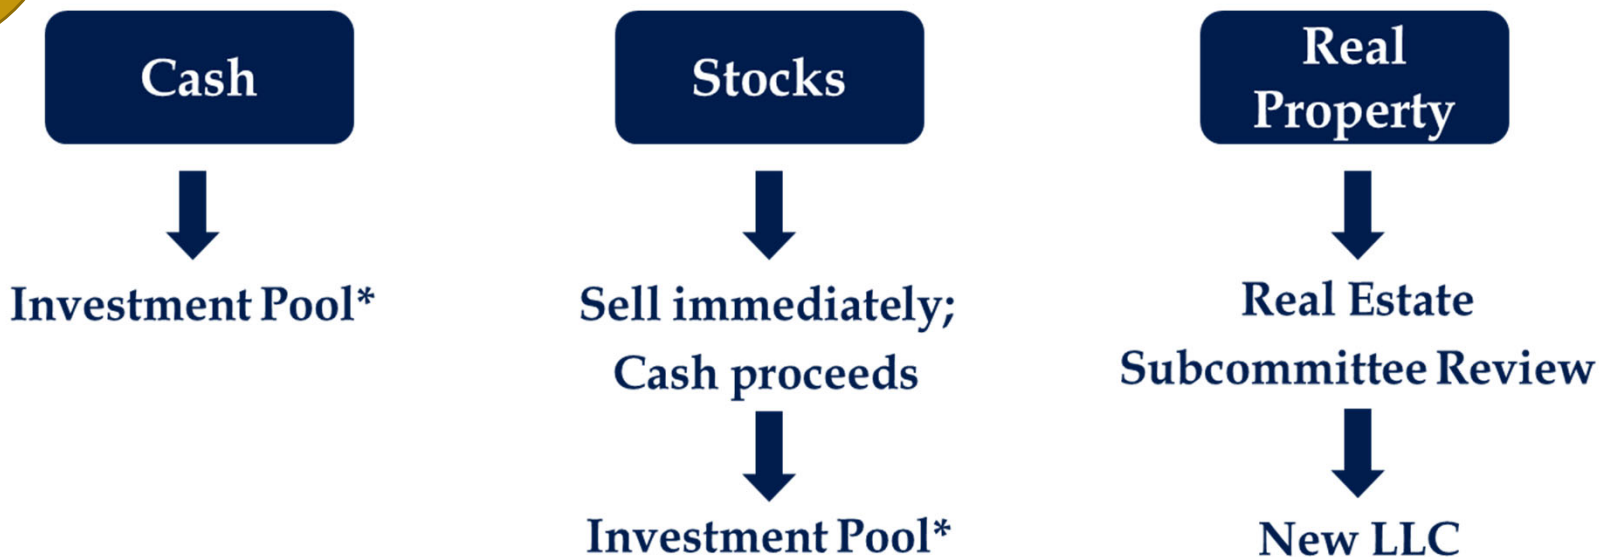 Cash
Investment Pool*
Stocks
Sell immediately;
Cash proceeds
Investment Pool*
Real
Property
Real Estate
Subcommittee Review
New LLC